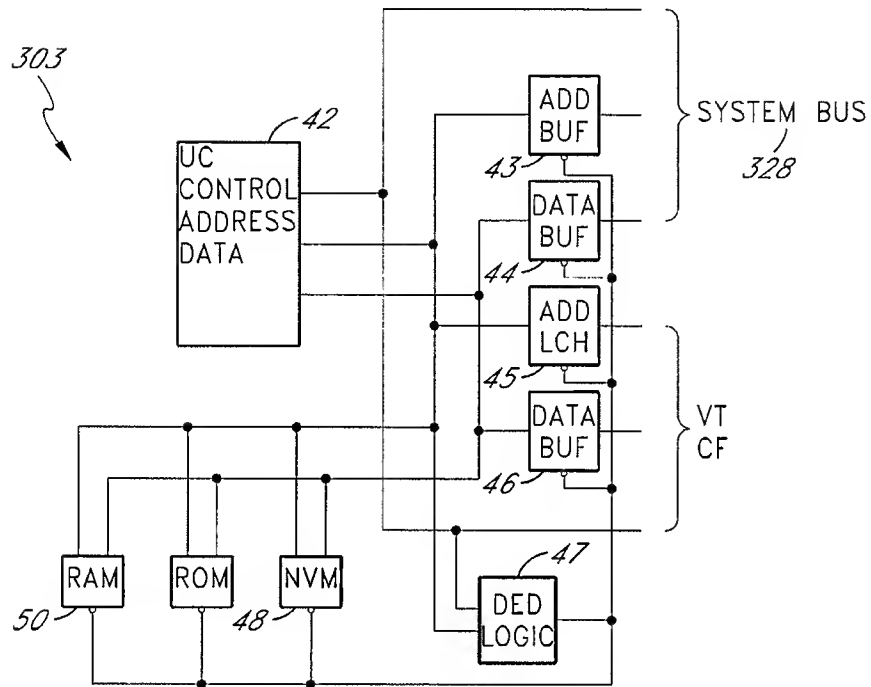 303
42
UC
CONTROL
ADDRESS
DATA
ADD
BUF
43
SYSTEM BUS
328
DATA
BUF
44
ADD
LCH
45
VT
CF
DATA
BUF
46
47
RAM
ROM
NVM
DED
LOGIC
50
48